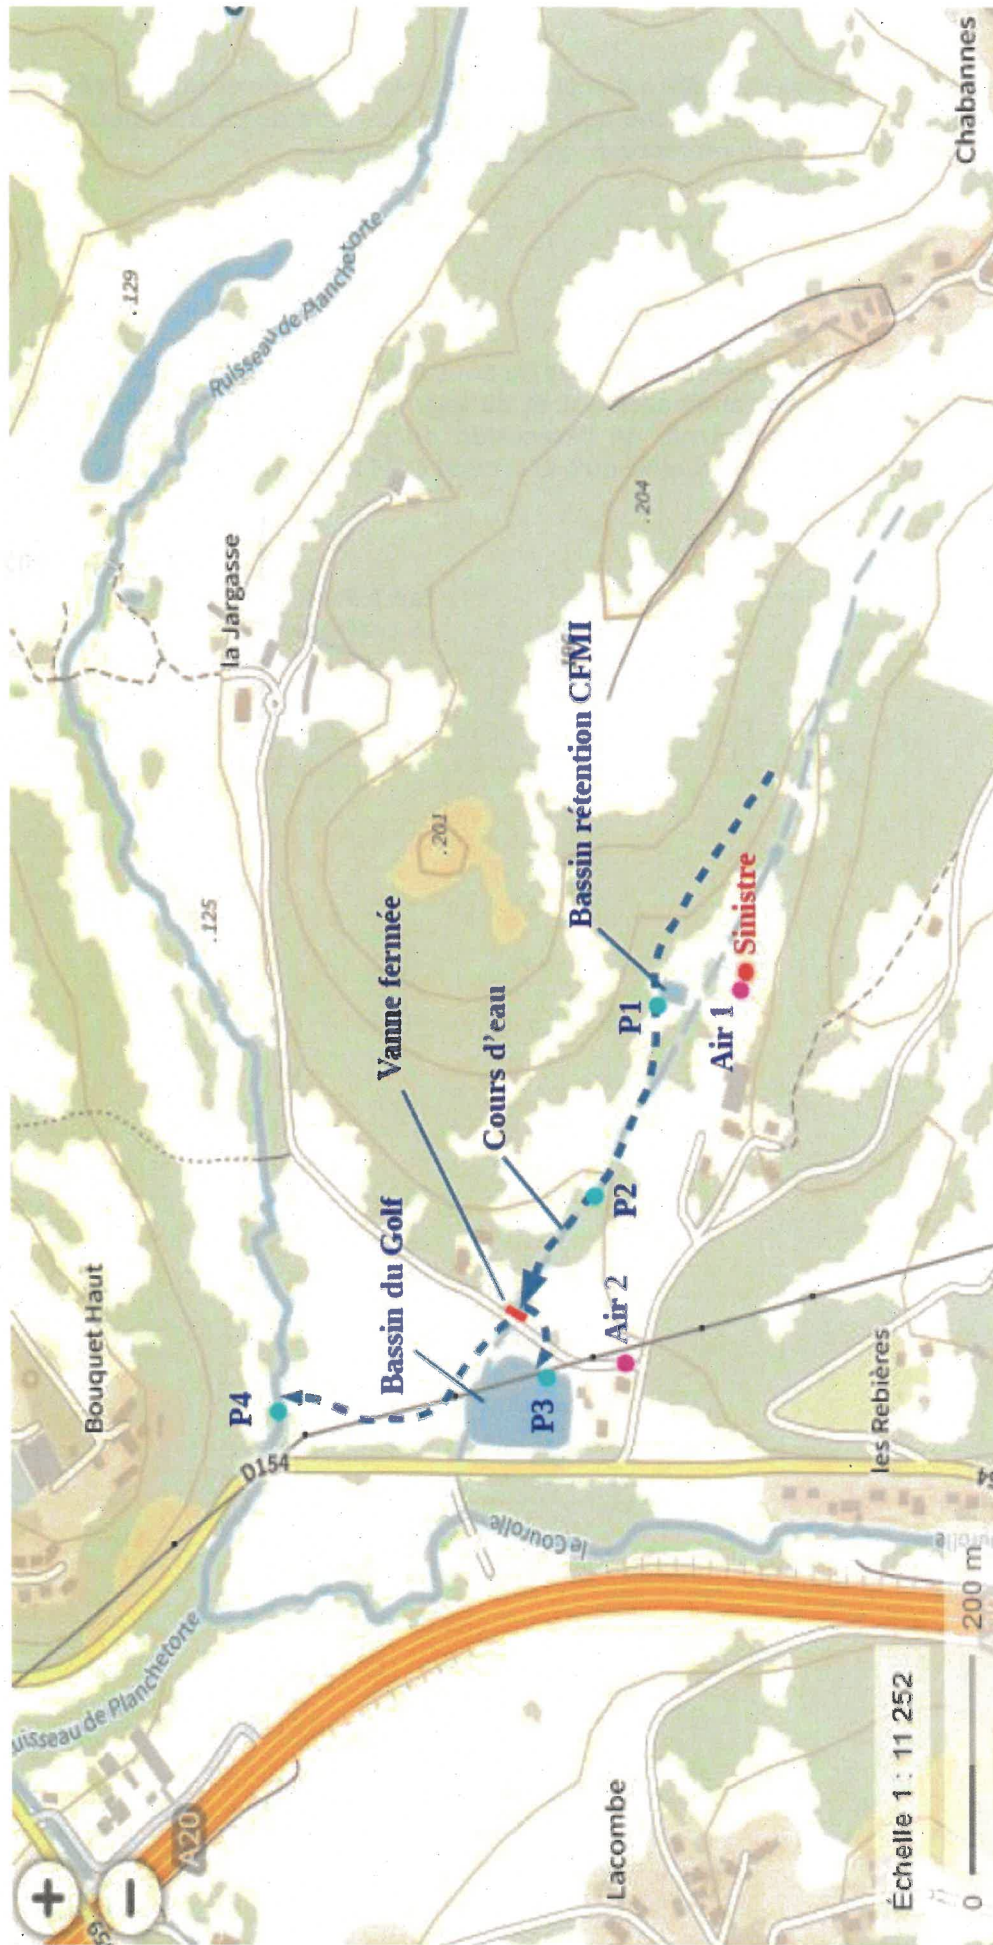 Chabannes
.129
Ruisseau de Planchetorte
.204
la Jargasse
Bassin rétention CFMI
.201
.125
Vanne fermée
Sinistre
Cours d'eau
P1
Air 1
Bassin du Golf
P2
Bouquet Haut
Air 2
P4
P3
D154
les Rebières
le Courolle
uisseau de Planchetorte
A20
Lacombe
Échelle 1 : 11 252
0
200 m
+
−